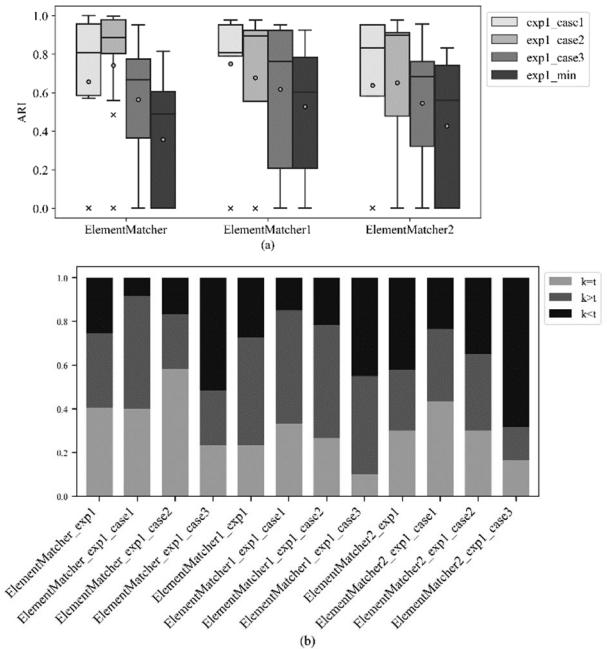 1.0
0.8
0.6
0.4
0.2
0.0
ARI
exp1_case1
exp1_case2
exp1_case3
exp1_min
ElementMatcher ElementMatcher1 ElementMatcher2
(a)
1.0
0.8
0.6
0.4
0.2
0.0
k=t
k>t
k<t
ElementMatcher_exp1
ElementMatcher_exp1_case1
ElementMatcher_exp1_case2
ElementMatcher_exp1_case3
ElementMatcher1_exp1
ElementMatcher1_exp1_case1
ElementMatcher1_exp1_case2
ElementMatcher1_exp1_case3
ElementMatcher2_exp1
ElementMatcher2_exp1_case1
ElementMatcher2_exp1_case2
ElementMatcher2_exp1_case3
(b)